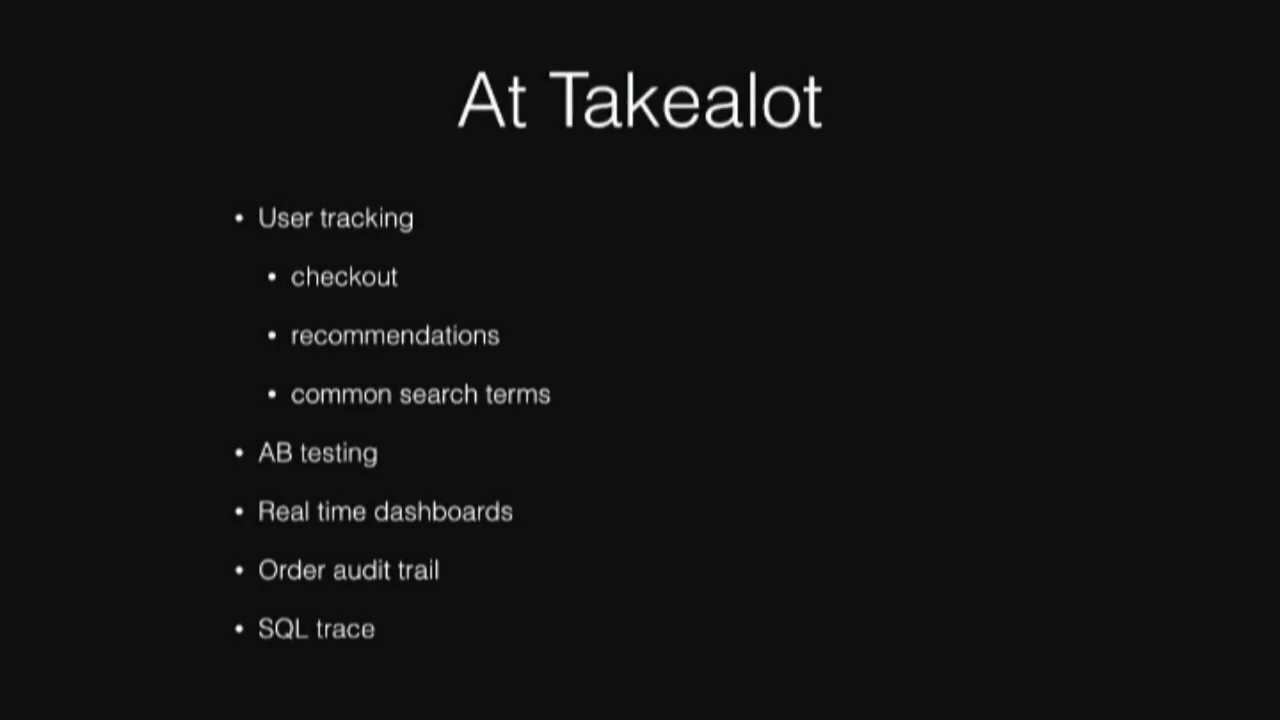 At Takealot
• User tracking
• checkout
• recommendations
• common search terms
• AB testing
• Real time dashboards
• Order audit trail
• SQL trace